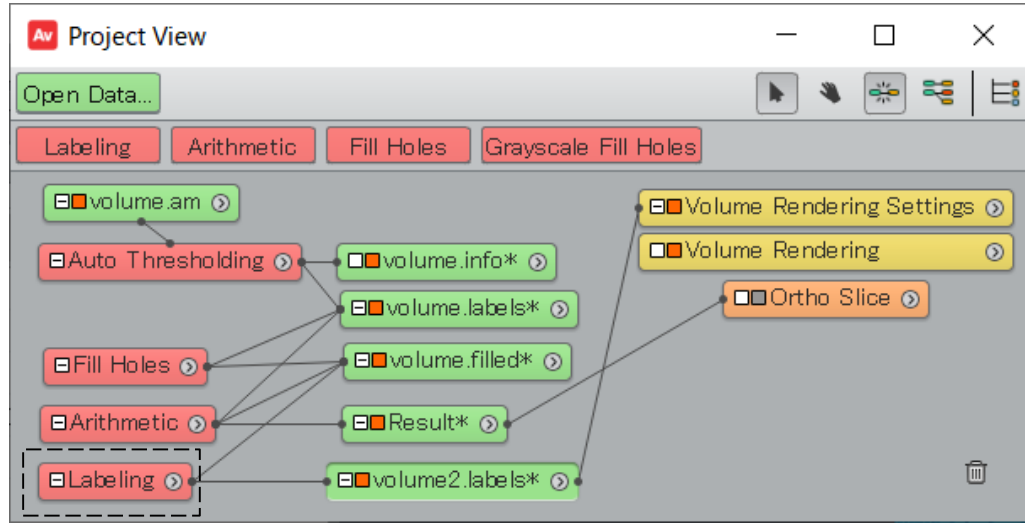 Av Project View
Open Data...
Labeling Arithmetic Fill Holes Grayscale Fill Holes
volume.am
Volume Rendering Settings
Auto Thresholding volume.info* Volume Rendering
volume.labels* Ortho Slice
Fill Holes volume.filled*
Arithmetic Result*
Labeling volume2.labels*